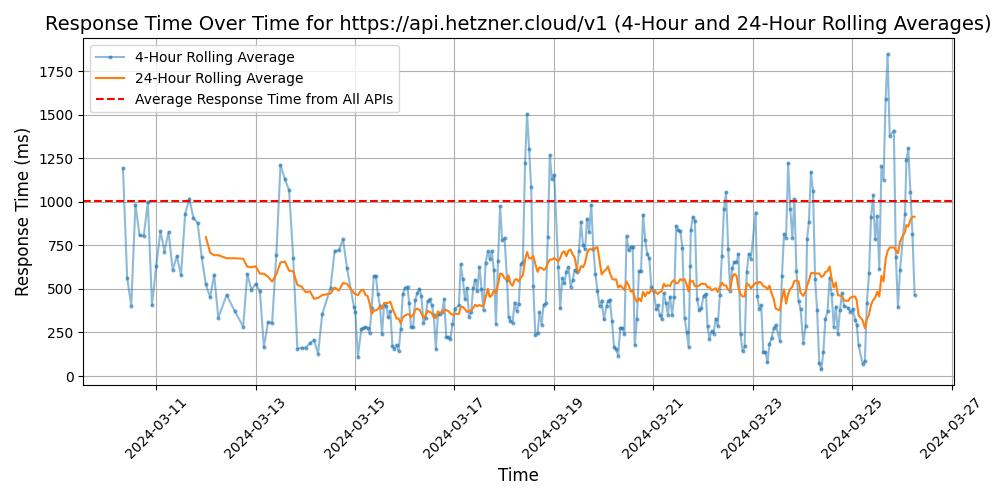 Response Time Over Time for https://api.hetzner.cloud/v1 (4-Hour and 24-Hour Rolling Averages)
4-Hour Rolling Average
24-Hour Rolling Average
Average Response Time from All APIs
Response Time (ms)
1750
1500
1250
1000
750
500
250
0
2024-03-11
2024-03-13
2024-03-15
2024-03-17
2024-03-19
2024-03-21
2024-03-23
2024-03-25
2024-03-27
Time